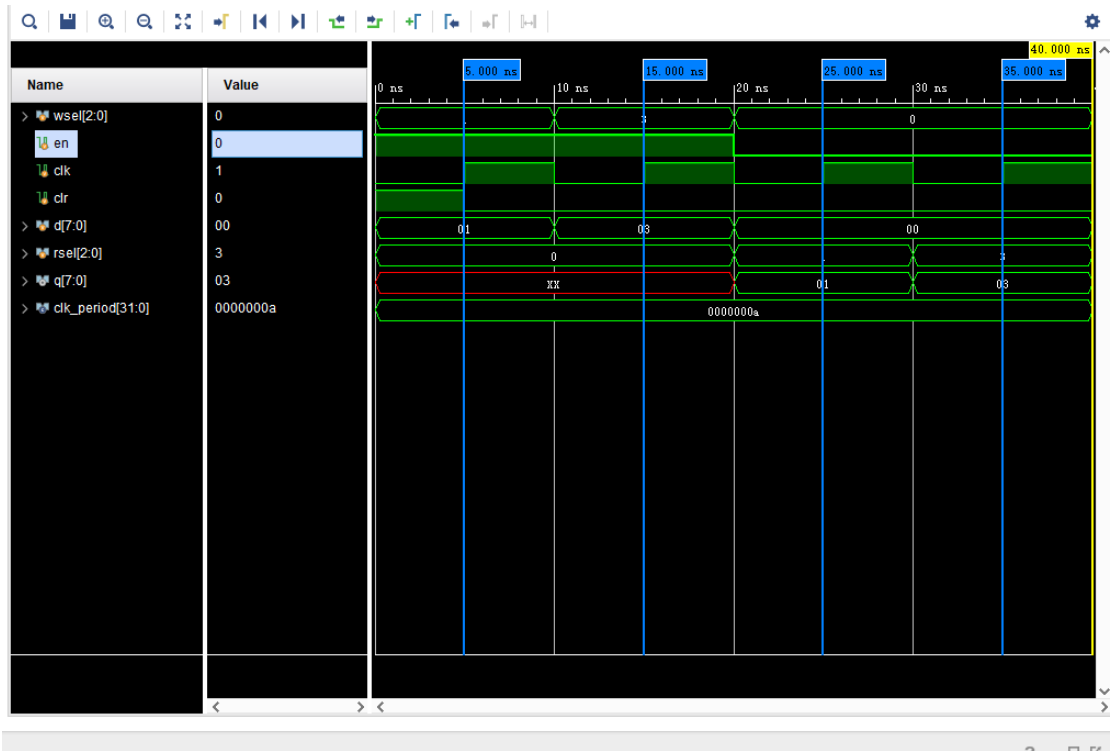 40.000 ns
5.000 ns 15.000 ns 25.000 ns 35.000 ns
Name Value
0 ns 10 ns 20 ns 30 ns
wsel[2:0] 0 3 0
en 0
clk 1
clr 0
d[7:0] 00 01 03 00
rsel[2:0] 3 0 3
q[7:0] 03 XX 01 03
clk_period[31:0] 0000000a 0000000a